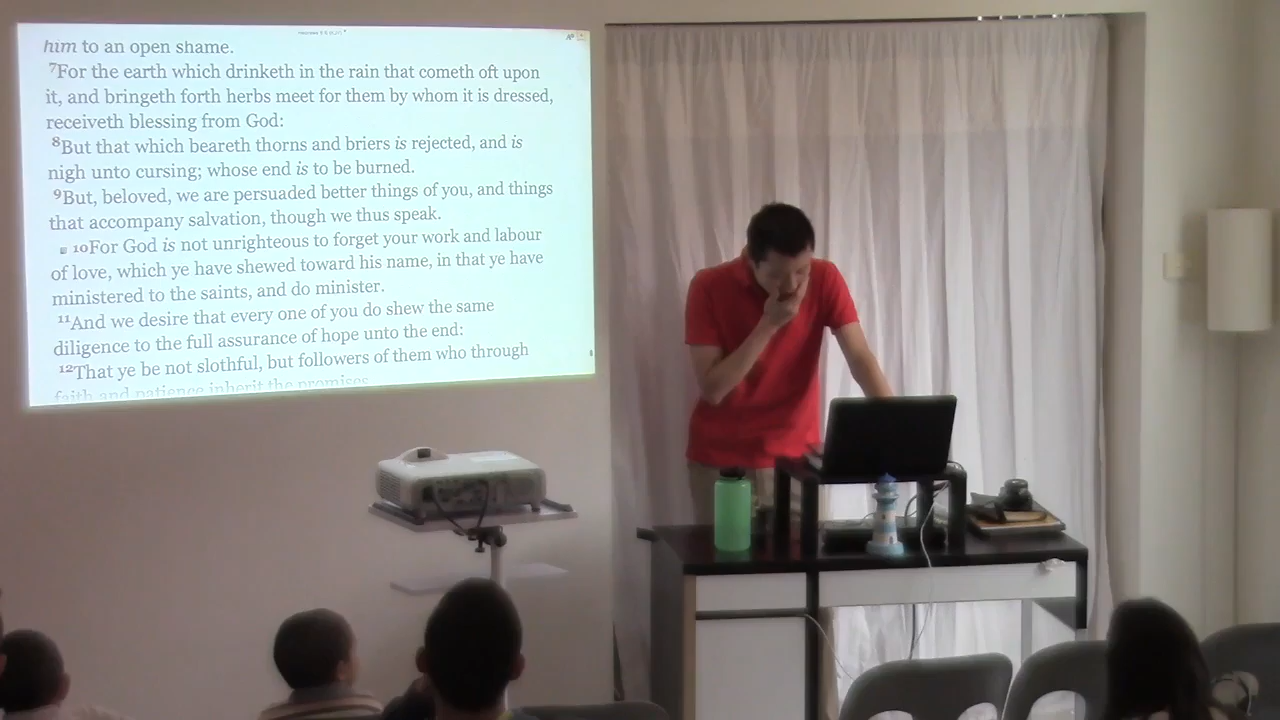 him to an open shame.
7For the earth which drinketh in the rain that cometh oft upon
it, and bringeth forth herbs meet for them by whom it is dressed,
receiveth blessing from God:
8But that which beareth thorns and briers is rejected, and is
nigh unto cursing; whose end is to be burned.
9But, beloved, we are persuaded better things of you, and things
that accompany salvation, though we thus speak.
10For God is not unrighteous to forget your work and labour
of love, which ye have shewed toward his name, in that ye have
ministered to the saints, and do minister.
11And we desire that every one of you do shew the same
diligence to the full assurance of hope unto the end:
12That ye be not slothful, but followers of them who through
faith and patience inherit the promises